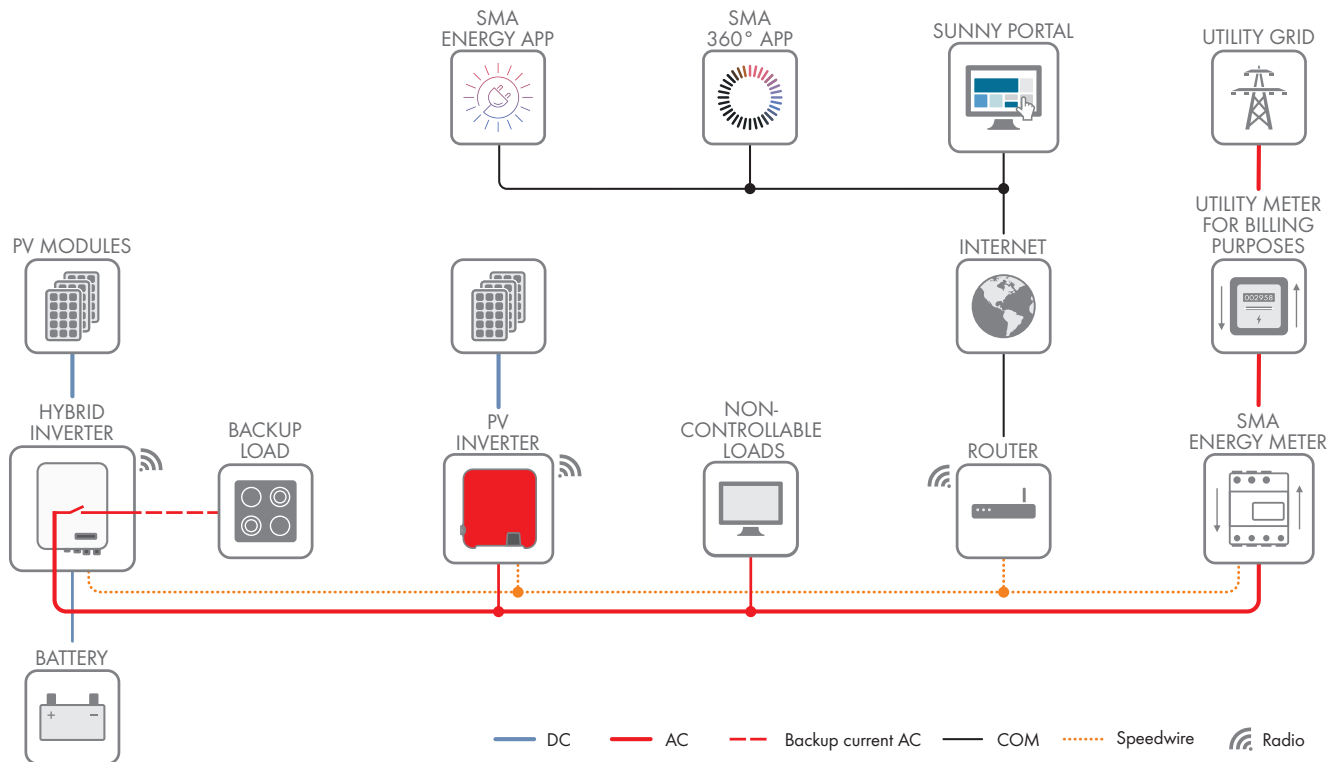 SMA
ENERGY APP
SMA
360° APP
SUNNY PORTAL
UTILITY GRID
PV MODULES
INTERNET
UTILITY METER
FOR BILLING
PURPOSES
002958
HYBRID
INVERTER
BACKUP
LOAD
PV
INVERTER
NON-
CONTROLLABLE
LOADS
ROUTER
SMA
ENERGY METER
BATTERY
+ −
DC
AC
Backup current AC
COM
Speedwire
Radio